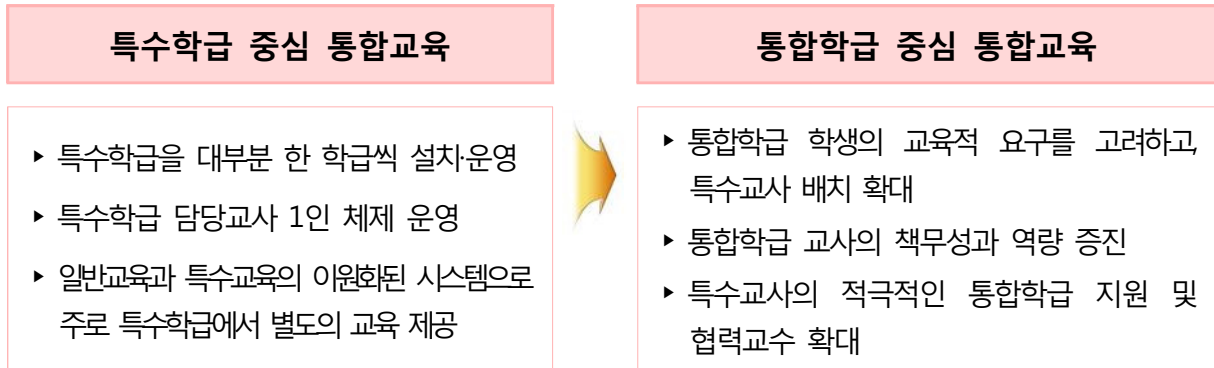 특수학급 중심 통합교육
▸ 특수학급을 대부분 한 학급씩 설치·운영
▸ 특수학급 담당교사 1인 체제 운영
▸ 일반교육과 특수교육의 이원화된 시스템으로
주로 특수학급에서 별도의 교육 제공
통합학급 중심 통합교육
▸ 통합학급 학생의 교육적 요구를 고려하고,
특수교사 배치 확대
▸ 통합학급 교사의 책무성과 역량 증진
▸ 특수교사의 적극적인 통합학급 지원 및
협력교수 확대